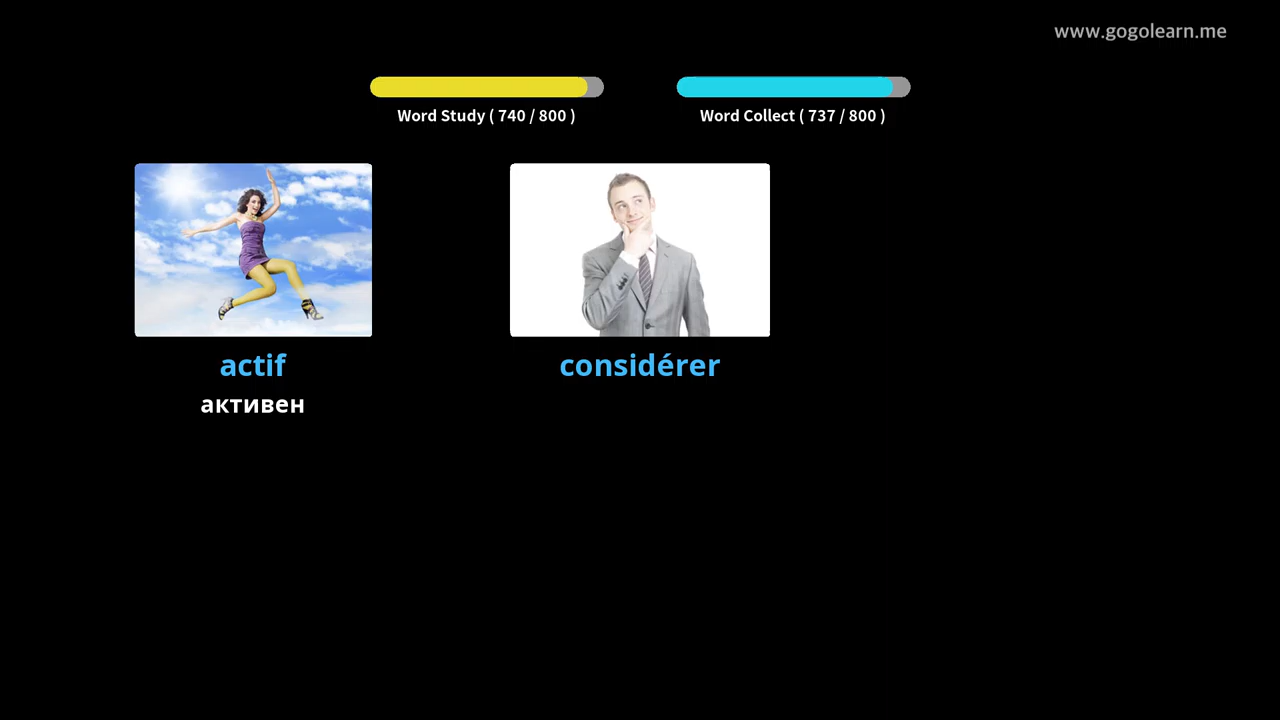 www.gogolearn.me
Word Study ( 740 / 800 )
Word Collect ( 737 / 800 )
actif
considérer
активен